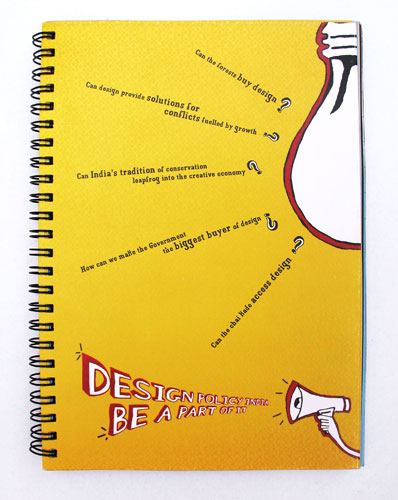 Can the forests buy design ?
Can design provide solutions for
conflicts fuelled by growth ?
Can India's tradition of conservation
leapfrog into the creative economy ?
How can we make the Government
the biggest buyer of design ?
Can the chai kade access design ?
DESIGN POLICY INDIA
BE A PART OF IT